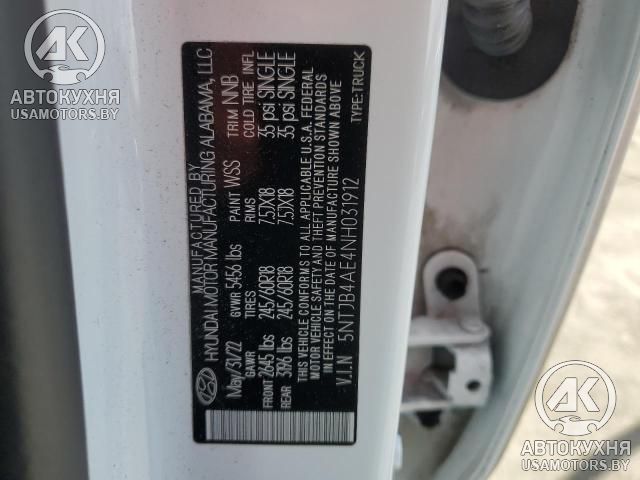 MANUFACTURED BY
HYUNDAI MOTOR MANUFACTURING ALABAMA, LLC
May/31/22 GVWR 5456 lbs PAINT WSS TRIM NNB
GAWR TIRES RIMS COLD TIRE INFL
FRONT 2645 lbs 245/60R18 7.5JX18 35 psi SINGLE
REAR 3196 lbs 245/60R18 7.5JX18 35 psi SINGLE
THIS VEHICLE CONFORMS TO ALL APPLICABLE U.S.A. FEDERAL
MOTOR VEHICLE SAFETY AND THEFT PREVENTION STANDARDS
IN EFFECT ON THE DATE OF MANUFACTURE SHOWN ABOVE
V.I.N 5NTJB4AE4NH031912 TYPE:TRUCK
АК
АВТОКУХНЯ
USAMOTORS.BY
АК
АВТОКУХНЯ
USAMOTORS.BY